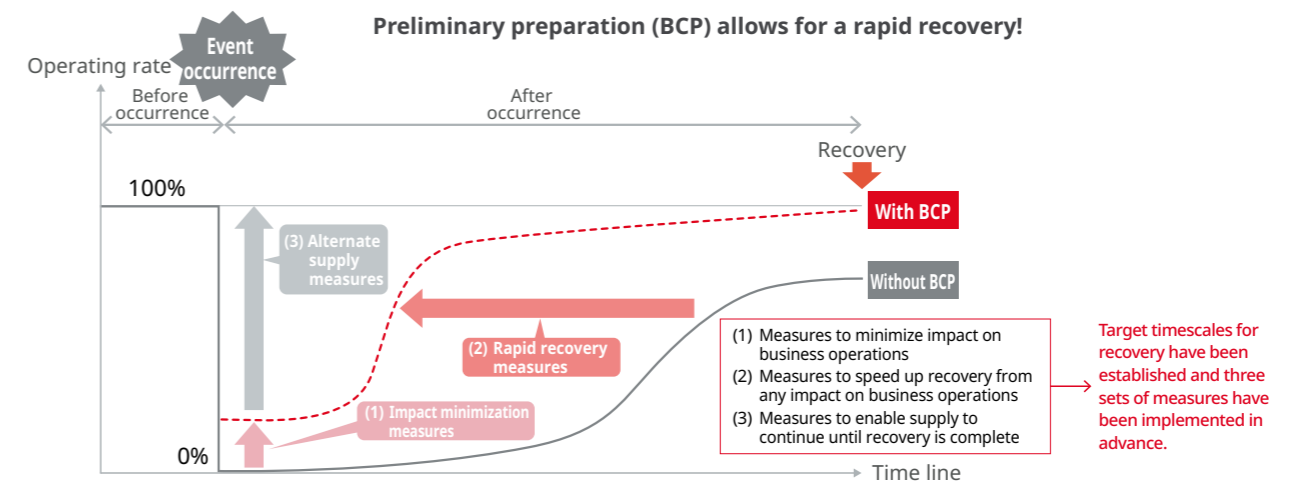 Preliminary preparation (BCP) allows for a rapid recovery!
Event
occurrence
Operating rate
Before
occurrence
After
occurrence
Recovery
100%
With BCP
(3) Alternate
supply
measures
Without BCP
(2) Rapid recovery
measures
(1) Impact minimization
measures
0%
(1) Measures to minimize impact on
business operations
(2) Measures to speed up recovery from
any impact on business operations
(3) Measures to enable supply to
continue until recovery is complete
Target timescales for
recovery have been
established and three
sets of measures have
been implemented in
advance.
Time line